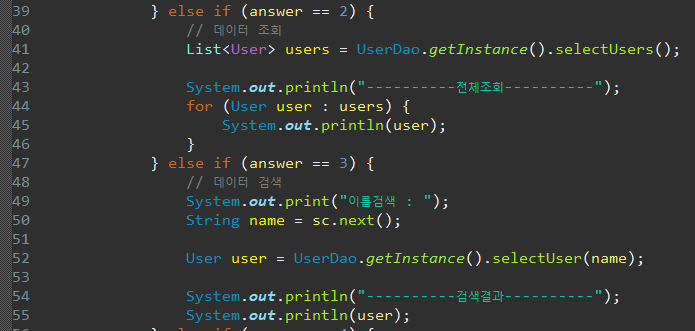 39 } else if (answer == 2) {
40 // 데이터 조회
41 List<User> users = UserDao.getInstance().selectUsers();
42
43 System.out.println("----------전체조회----------");
44 for (User user : users) {
45 System.out.println(user);
46 }
47 } else if (answer == 3) {
48 // 데이터 검색
49 System.out.print("이름검색 : ");
50 String name = sc.next();
51
52 User user = UserDao.getInstance().selectUser(name);
53
54 System.out.println("----------검색결과----------");
55 System.out.println(user);